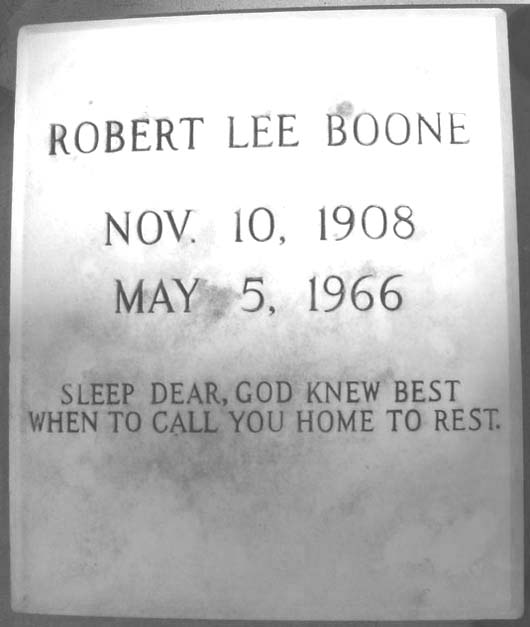 ROBERT LEE BOONE
NOV. 10, 1908
MAY 5, 1966
SLEEP DEAR, GOD KNEW BEST
WHEN TO CALL YOU HOME TO REST.